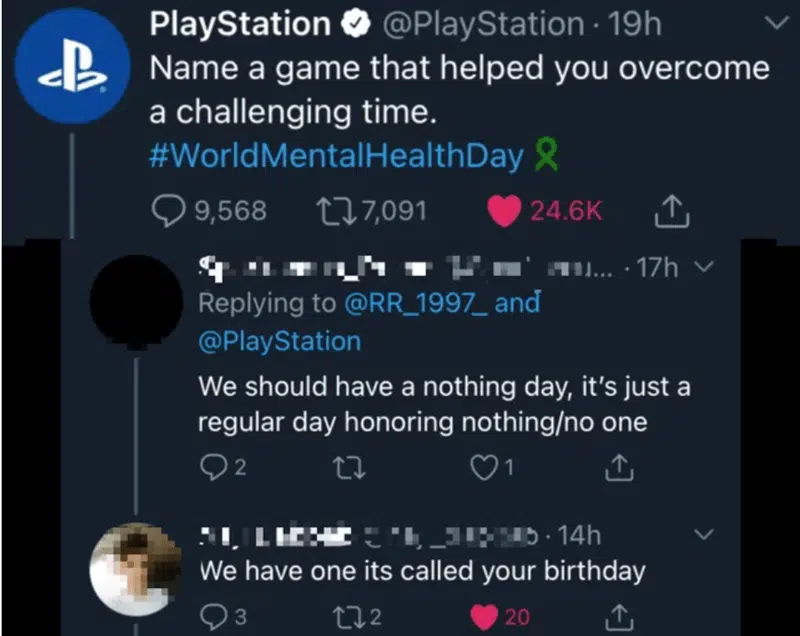 PlayStation @PlayStation · 19h
Name a game that helped you overcome
a challenging time.
#WorldMentalHealthDay
9,568 7,091 24.6K
... · 17h
Replying to @RR_1997_ and
@PlayStation
We should have a nothing day, it's just a
regular day honoring nothing/no one
2 1
· 14h
We have one its called your birthday
3 2 20